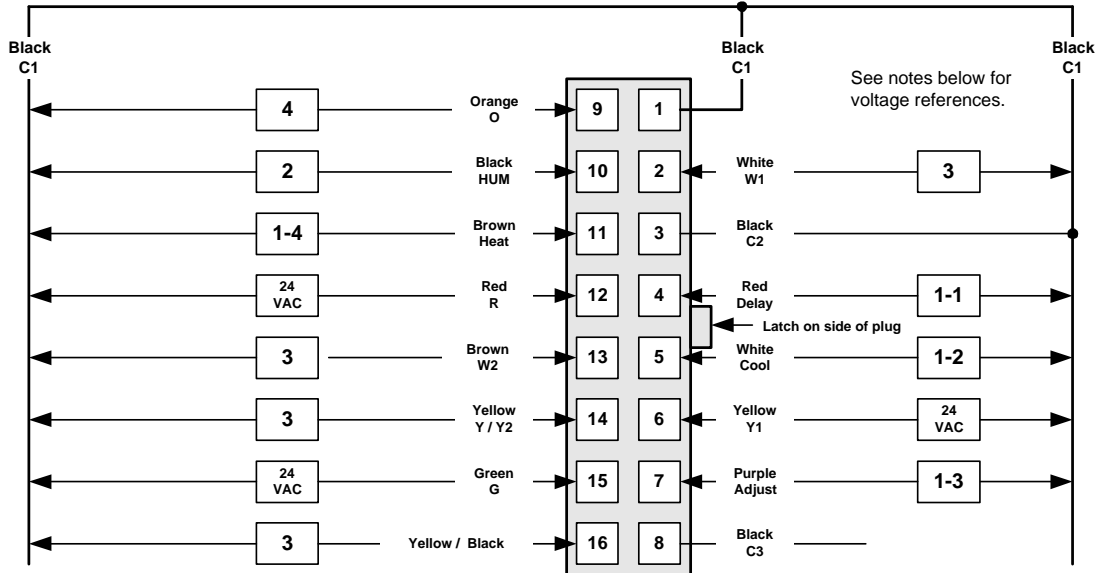 Black
C1
Black
C1
Black
C1
See notes below for
voltage references.
4
Orange
O
9
1
2
Black
HUM
10
2
White
W1
3
1-4
Brown
Heat
11
3
Black
C2
24
VAC
Red
R
12
4
Red
Delay
1-1
Latch on side of plug
3
Brown
W2
13
5
White
Cool
1-2
3
Yellow
Y / Y2
14
6
Yellow
Y1
24
VAC
24
VAC
Green
G
15
7
Purple
Adjust
1-3
3
Yellow / Black
16
8
Black
C3